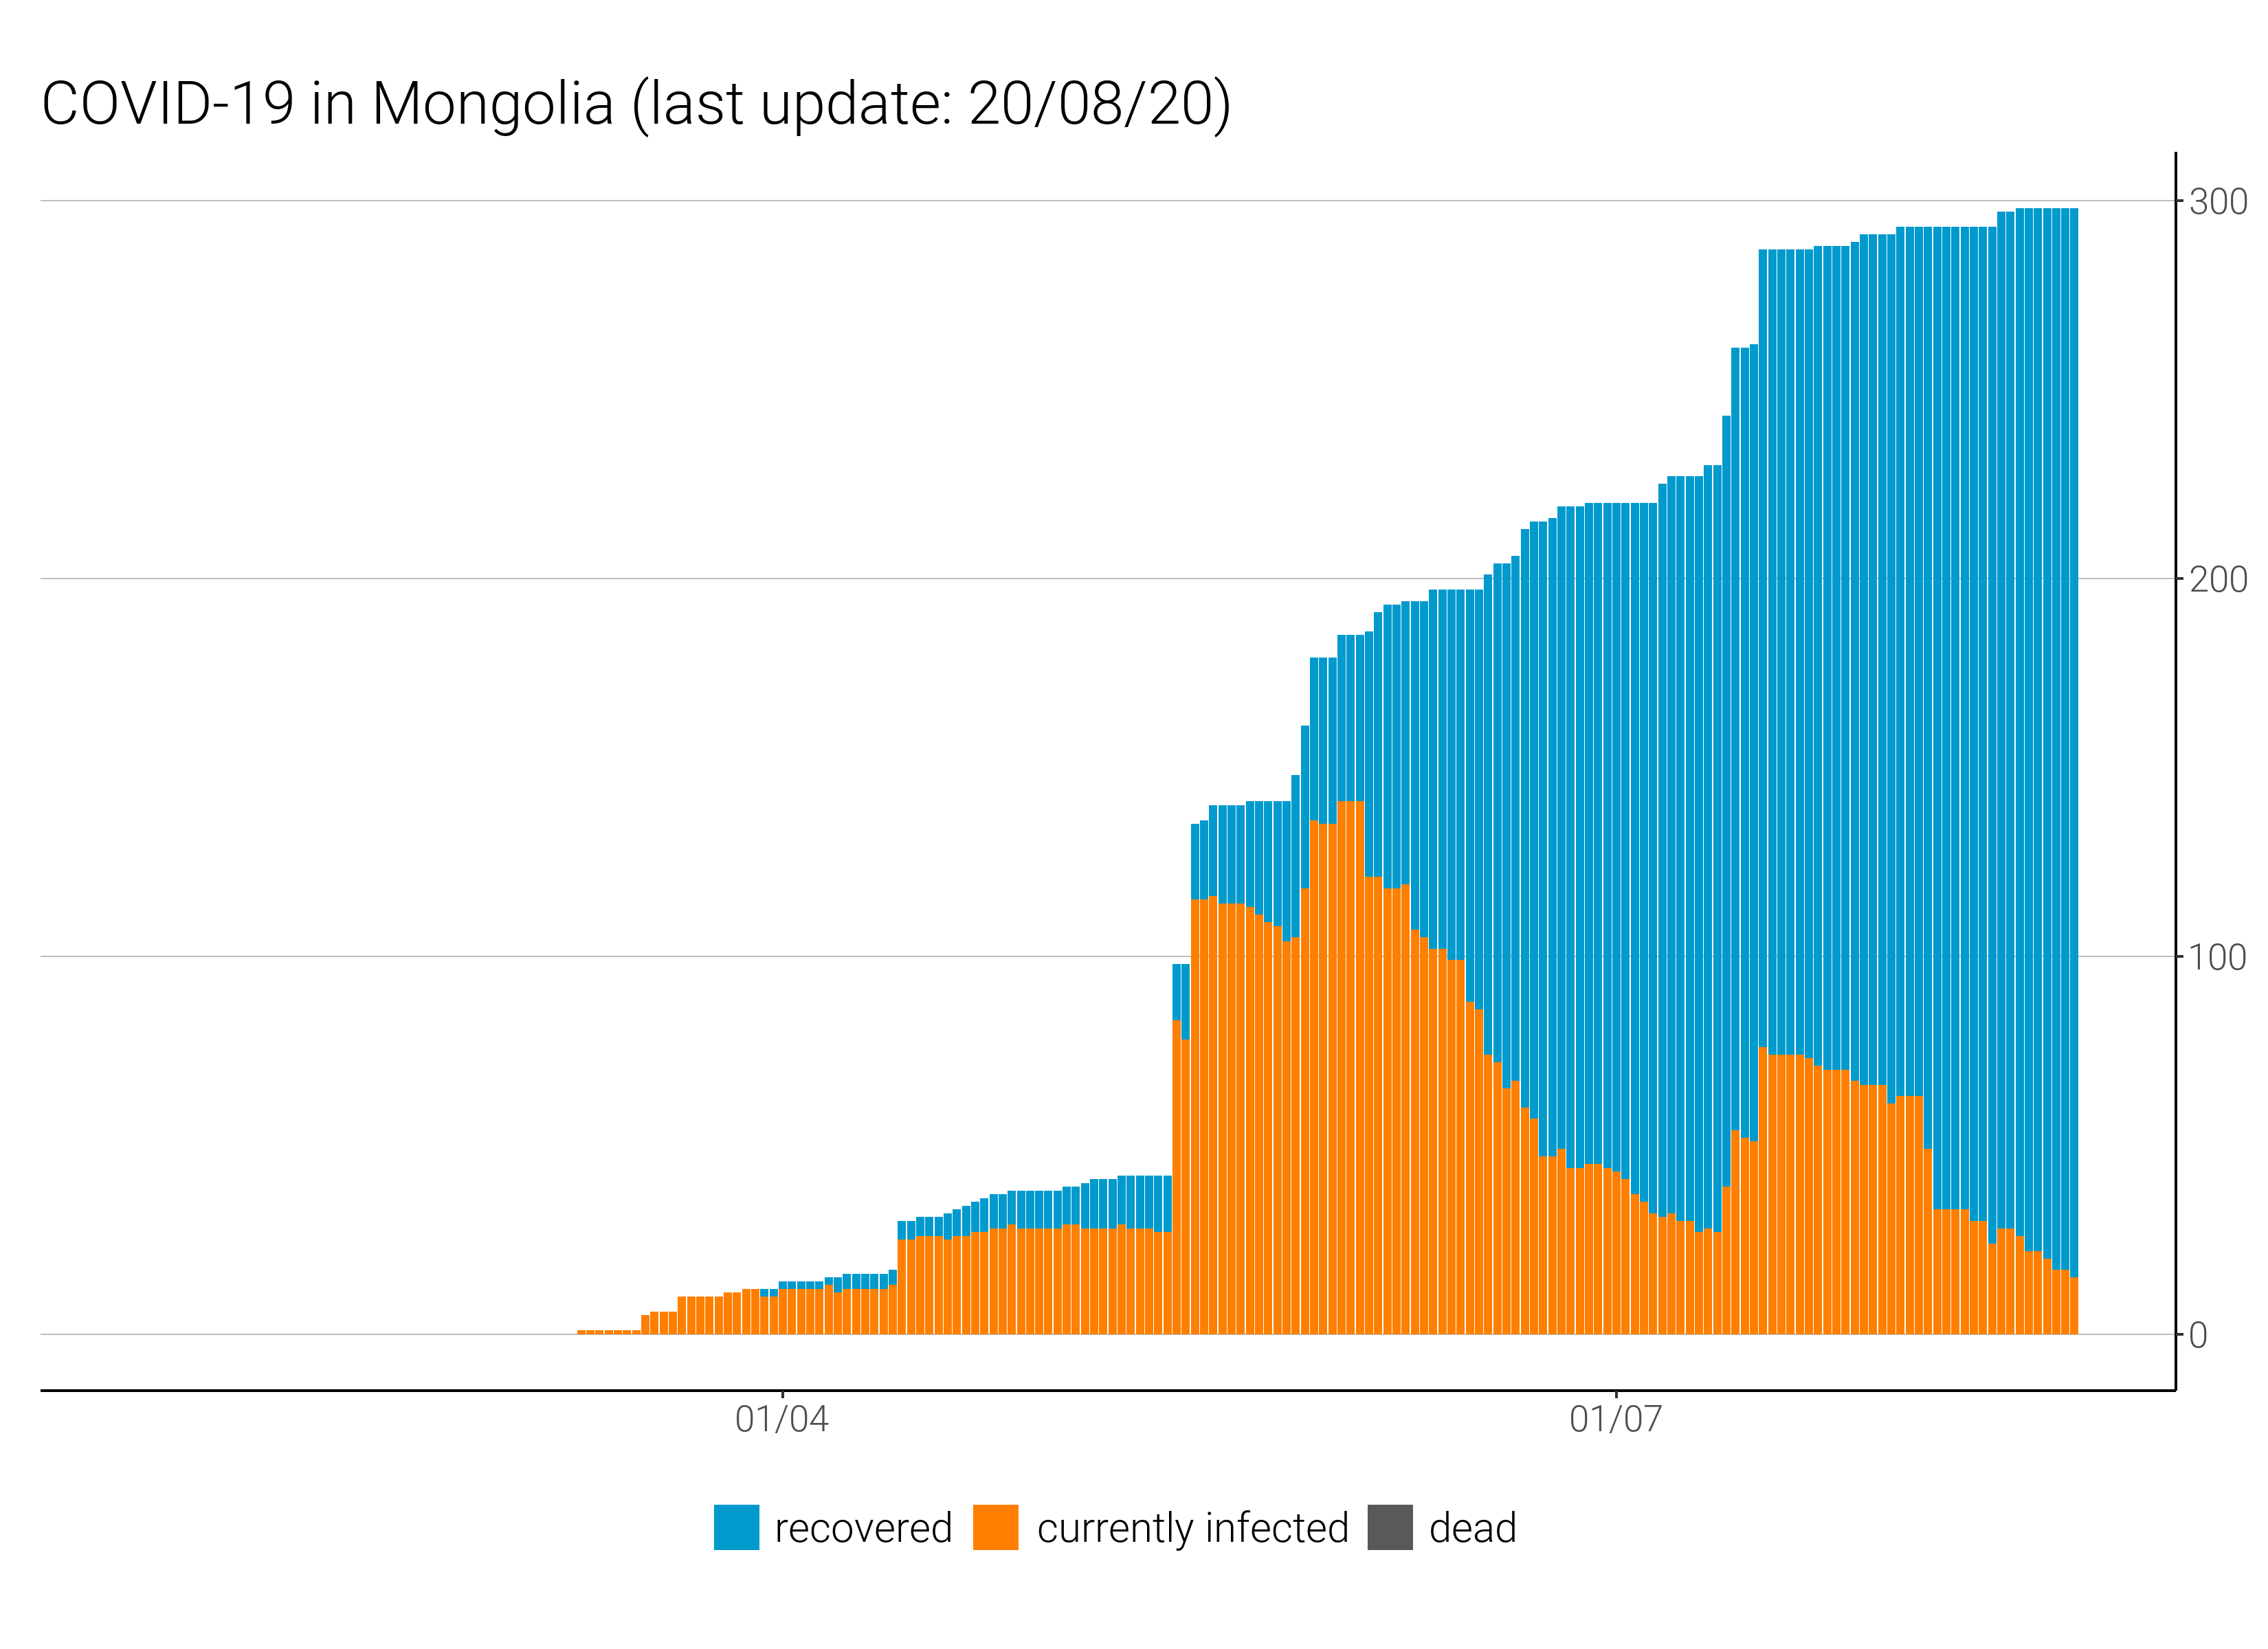 COVID-19 in Mongolia (last update: 20/08/20)
300
200
100
0
01/04 01/07
recovered currently infected dead